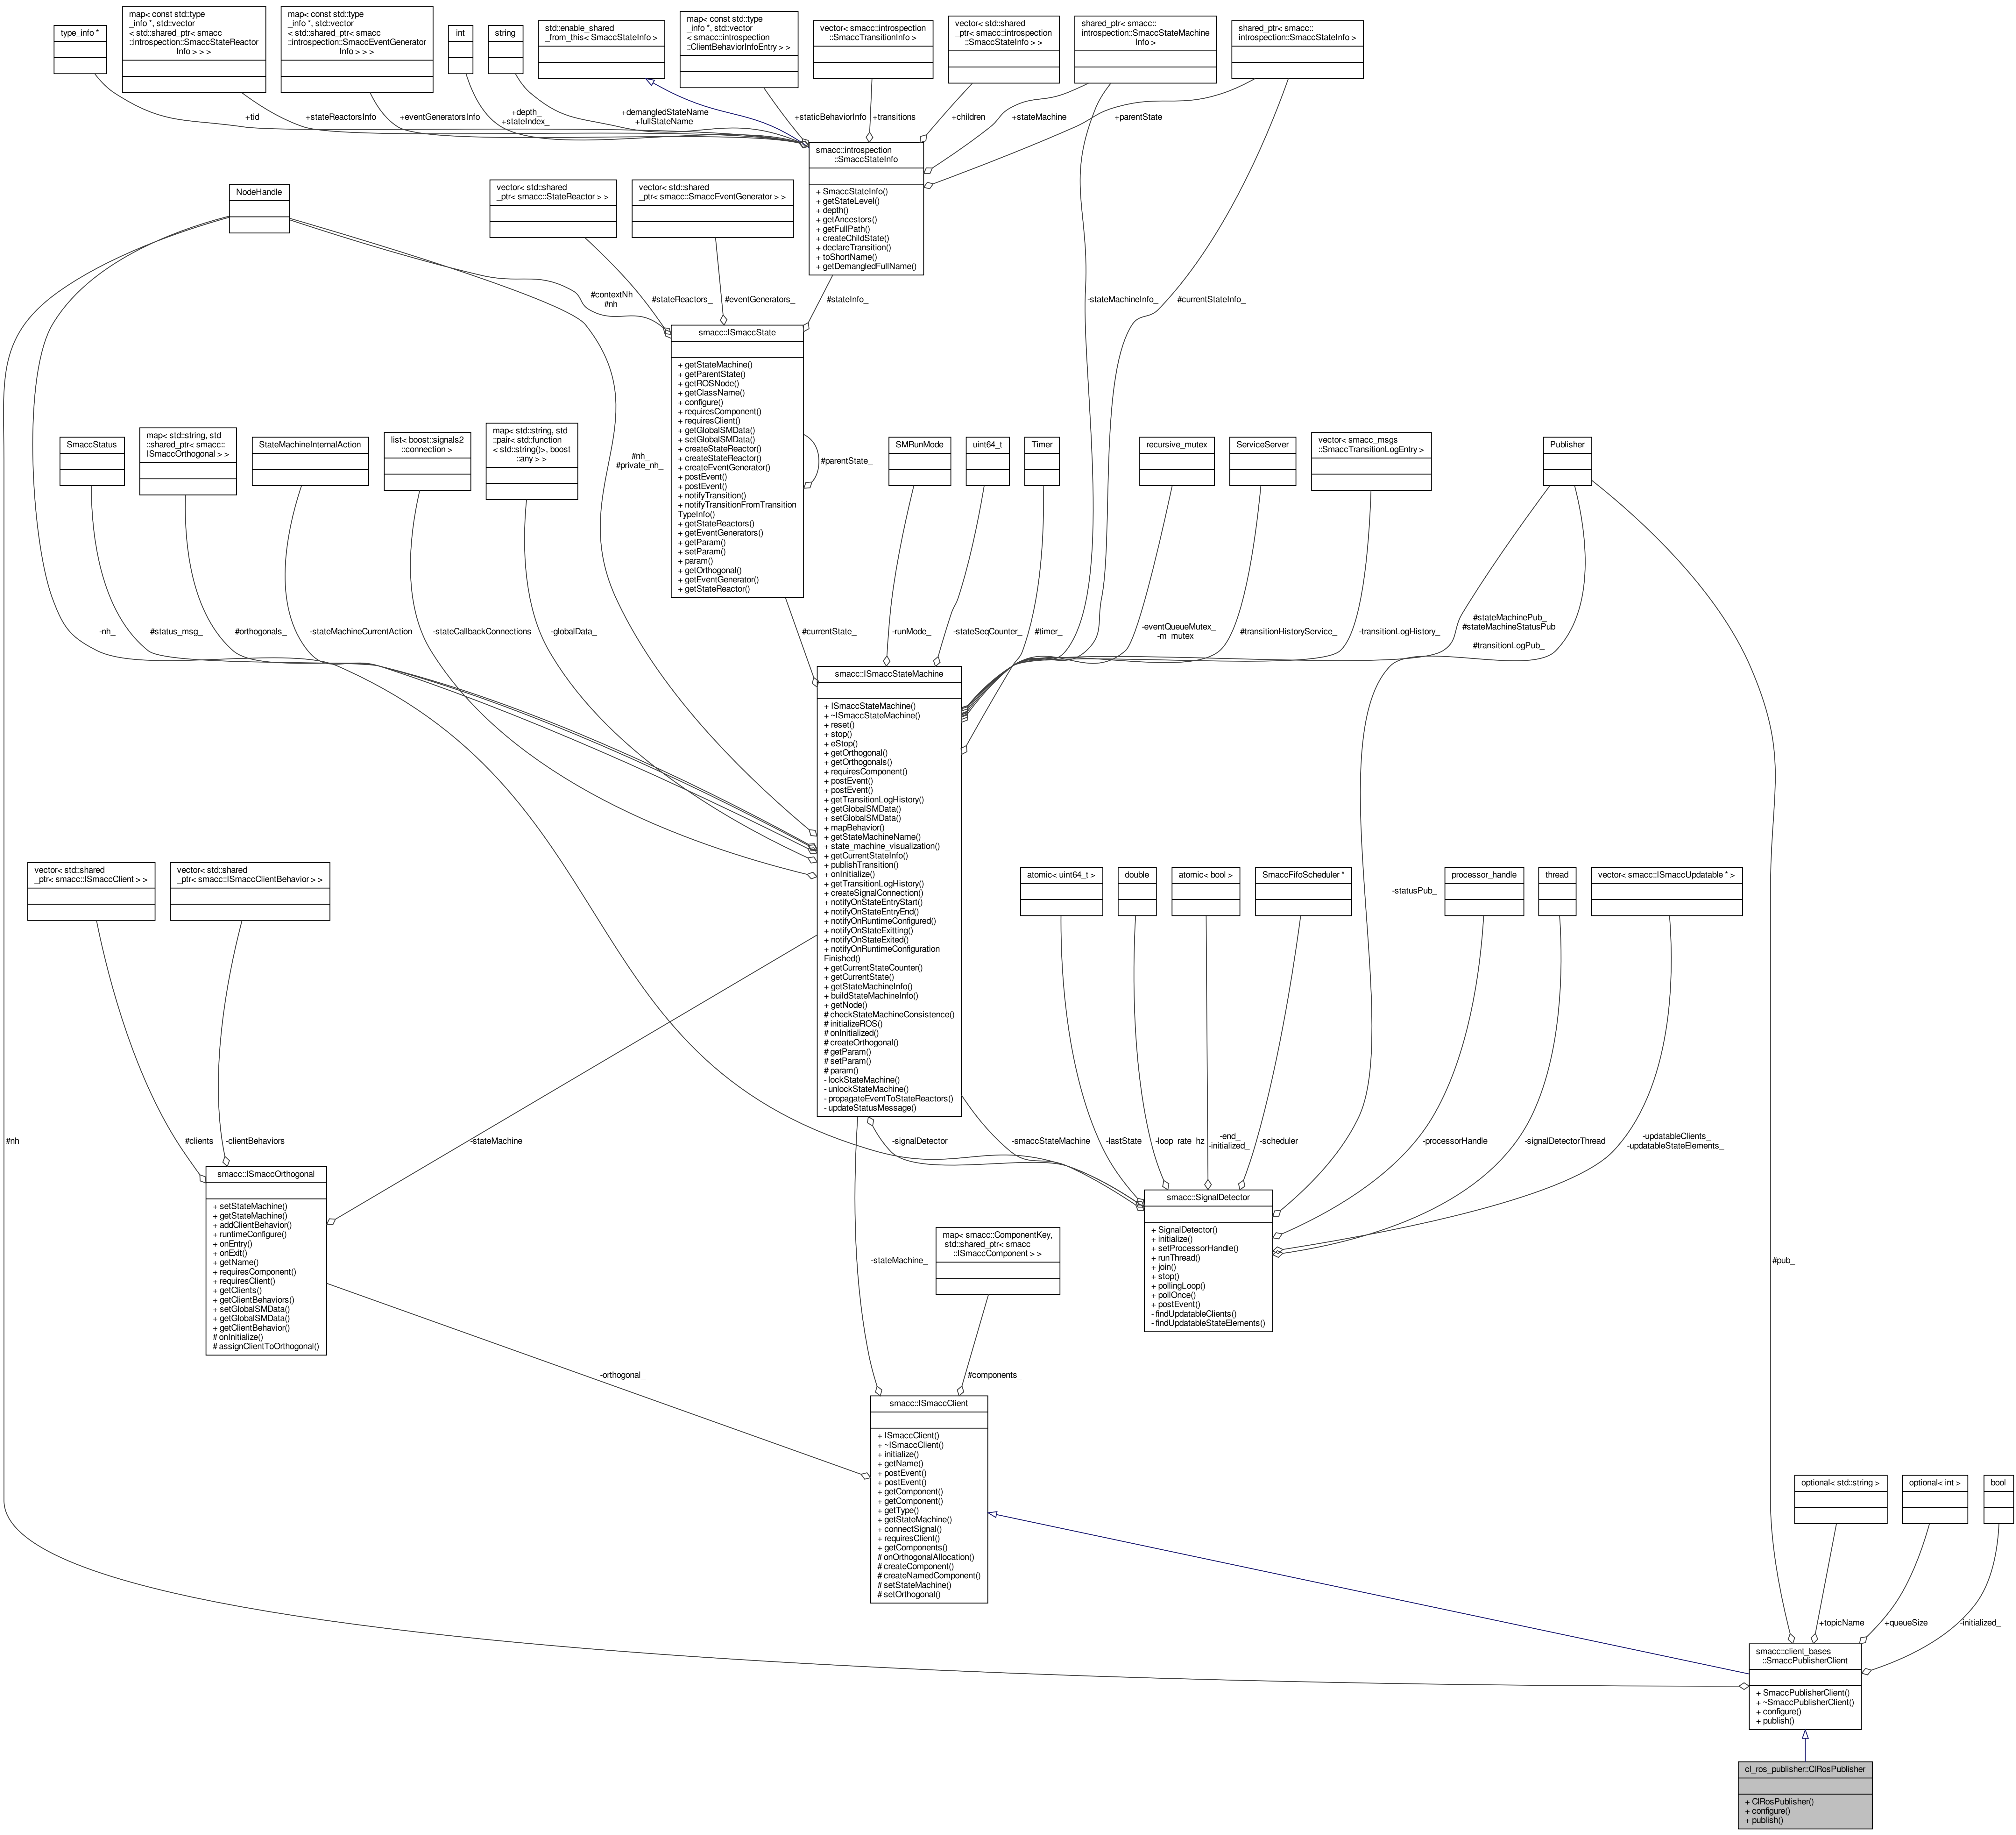 type_info *
map< const std::type
_info *, std::vector
< std::shared_ptr< smacc
::introspection::SmaccStateReactor
Info > > >
map< const std::type
_info *, std::vector
< std::shared_ptr< smacc
::introspection::SmaccEventGenerator
Info > > >
int
string
std::enable_shared
_from_this< SmaccStateInfo >
map< const std::type
_info *, std::vector
< smacc::introspection
::ClientBehaviorInfoEntry > >
vector< smacc::introspection
::SmaccTransitionInfo >
vector< std::shared
_ptr< smacc::introspection
::SmaccStateInfo > >
shared_ptr< smacc::
introspection::SmaccStateMachine
Info >
shared_ptr< smacc::
introspection::SmaccStateInfo >
+tid_
+stateReactorsInfo
+eventGeneratorsInfo
+depth_
+stateIndex_
+demangledStateName
+fullStateName
+staticBehaviorInfo
+transitions_
+children_
+stateMachine_
+parentState_
smacc::introspection
::SmaccStateInfo
+ SmaccStateInfo()
+ getStateLevel()
+ depth()
+ getAncestors()
+ getFullPath()
+ createChildState()
+ declareTransition()
+ toShortName()
+ getDemangledFullName()
NodeHandle
vector< std::shared
_ptr< smacc::StateReactor > >
vector< std::shared
_ptr< smacc::SmaccEventGenerator > >
#contextNh
#nh
#stateReactors_
#eventGenerators_
#stateInfo_
-stateMachineInfo_
#currentStateInfo_
smacc::ISmaccState
+ getStateMachine()
+ getParentState()
+ getROSNode()
+ getClassName()
+ configure()
+ requiresComponent()
+ requiresClient()
+ getGlobalSMData()
+ setGlobalSMData()
+ createStateReactor()
+ createStateReactor()
+ createEventGenerator()
+ postEvent()
+ postEvent()
+ notifyTransition()
+ notifyTransitionFromTransition
TypeInfo()
+ getStateReactors()
+ getEventGenerators()
+ getParam()
+ setParam()
+ param()
+ getOrthogonal()
+ getEventGenerator()
+ getStateReactor()
#parentState_
SmaccStatus
map< std::string, std
::shared_ptr< smacc::
ISmaccOrthogonal > >
StateMachineInternalAction
list< boost::signals2
::connection >
map< std::string, std
::pair< std::function
< std::string()>, boost
::any > >
#nh_
#private_nh_
SMRunMode
uint64_t
Timer
recursive_mutex
ServiceServer
vector< smacc_msgs
::SmaccTransitionLogEntry >
Publisher
-nh_
#status_msg_
#orthogonals_
-stateMachineCurrentAction
-stateCallbackConnections
-globalData_
#currentState_
-runMode_
-stateSeqCounter_
#timer_
-eventQueueMutex_
-m_mutex_
#transitionHistoryService_
-transitionLogHistory_
#stateMachinePub_
#stateMachineStatusPub
_
#transitionLogPub_
smacc::ISmaccStateMachine
+ ISmaccStateMachine()
+ ~ISmaccStateMachine()
+ reset()
+ stop()
+ eStop()
+ getOrthogonal()
+ getOrthogonals()
+ requiresComponent()
+ postEvent()
+ postEvent()
+ getTransitionLogHistory()
+ getGlobalSMData()
+ setGlobalSMData()
+ mapBehavior()
+ getStateMachineName()
+ state_machine_visualization()
+ getCurrentStateInfo()
+ publishTransition()
+ onInitialize()
+ getTransitionLogHistory()
+ createSignalConnection()
+ notifyOnStateEntryStart()
+ notifyOnStateEntryEnd()
+ notifyOnRuntimeConfigured()
+ notifyOnStateExitting()
+ notifyOnStateExited()
+ notifyOnRuntimeConfiguration
Finished()
+ getCurrentStateCounter()
+ getCurrentState()
+ getStateMachineInfo()
+ buildStateMachineInfo()
+ getNode()
# checkStateMachineConsistence()
# initializeROS()
# onInitialized()
# createOrthogonal()
# getParam()
# setParam()
# param()
- lockStateMachine()
- unlockStateMachine()
- propagateEventToStateReactors()
- updateStatusMessage()
vector< std::shared
_ptr< smacc::ISmaccClient > >
vector< std::shared
_ptr< smacc::ISmaccClientBehavior > >
atomic< uint64_t >
double
atomic< bool >
SmaccFifoScheduler *
-statusPub_
processor_handle
thread
vector< smacc::ISmaccUpdatable * >
#nh_
#clients_
-clientBehaviors_
-stateMachine_
-signalDetector_
-smaccStateMachine_
-lastState_
-loop_rate_hz
-end_
-initialized_
-scheduler_
-processorHandle_
-signalDetectorThread_
-updatableClients_
-updatableStateElements_
smacc::ISmaccOrthogonal
+ setStateMachine()
+ getStateMachine()
+ addClientBehavior()
+ runtimeConfigure()
+ onEntry()
+ onExit()
+ getName()
+ requiresComponent()
+ requiresClient()
+ getClients()
+ getClientBehaviors()
+ setGlobalSMData()
+ getGlobalSMData()
+ getClientBehavior()
# onInitialize()
# assignClientToOrthogonal()
smacc::SignalDetector
+ SignalDetector()
+ initialize()
+ setProcessorHandle()
+ runThread()
+ join()
+ stop()
+ pollingLoop()
+ pollOnce()
+ postEvent()
- findUpdatableClients()
- findUpdatableStateElements()
-stateMachine_
map< smacc::ComponentKey,
std::shared_ptr< smacc
::ISmaccComponent > >
#pub_
-orthogonal_
#components_
smacc::ISmaccClient
+ ISmaccClient()
+ ~ISmaccClient()
+ initialize()
+ getName()
+ postEvent()
+ postEvent()
+ getComponent()
+ getComponent()
+ getType()
+ getStateMachine()
+ connectSignal()
+ requiresClient()
+ getComponents()
# onOrthogonalAllocation()
# createComponent()
# createNamedComponent()
# setStateMachine()
# setOrthogonal()
optional< std::string >
optional< int >
bool
+topicName
+queueSize
-initialized_
smacc::client_bases
::SmaccPublisherClient
+ SmaccPublisherClient()
+ ~SmaccPublisherClient()
+ configure()
+ publish()
cl_ros_publisher::ClRosPublisher
+ ClRosPublisher()
+ configure()
+ publish()